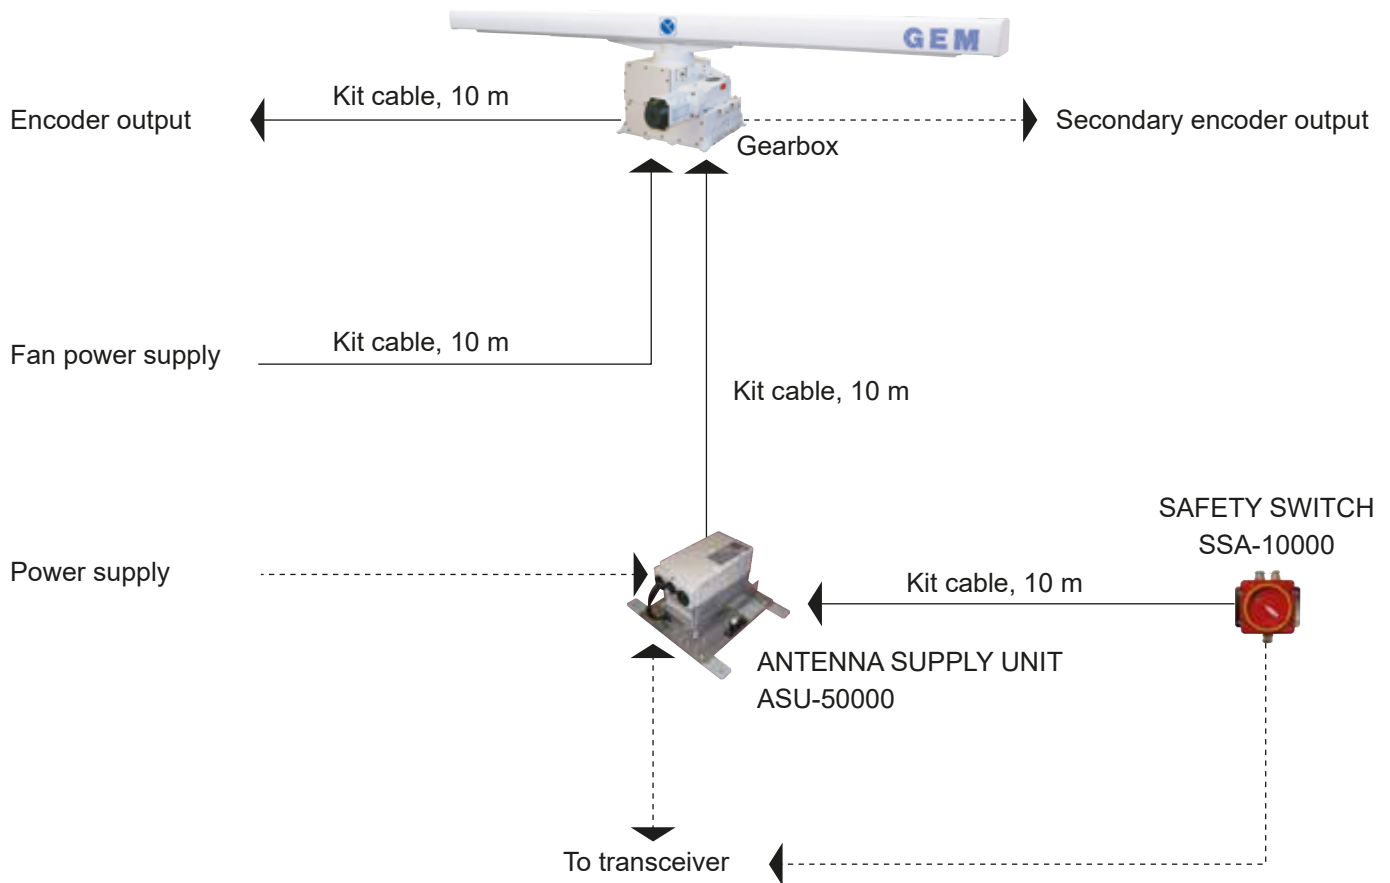 GEM
Kit cable, 10 m
Encoder output
Secondary encoder output
Gearbox
Fan power supply
Kit cable, 10 m
Kit cable, 10 m
SAFETY SWITCH
SSA-10000
Power supply
Kit cable, 10 m
ANTENNA SUPPLY UNIT
ASU-50000
To transceiver